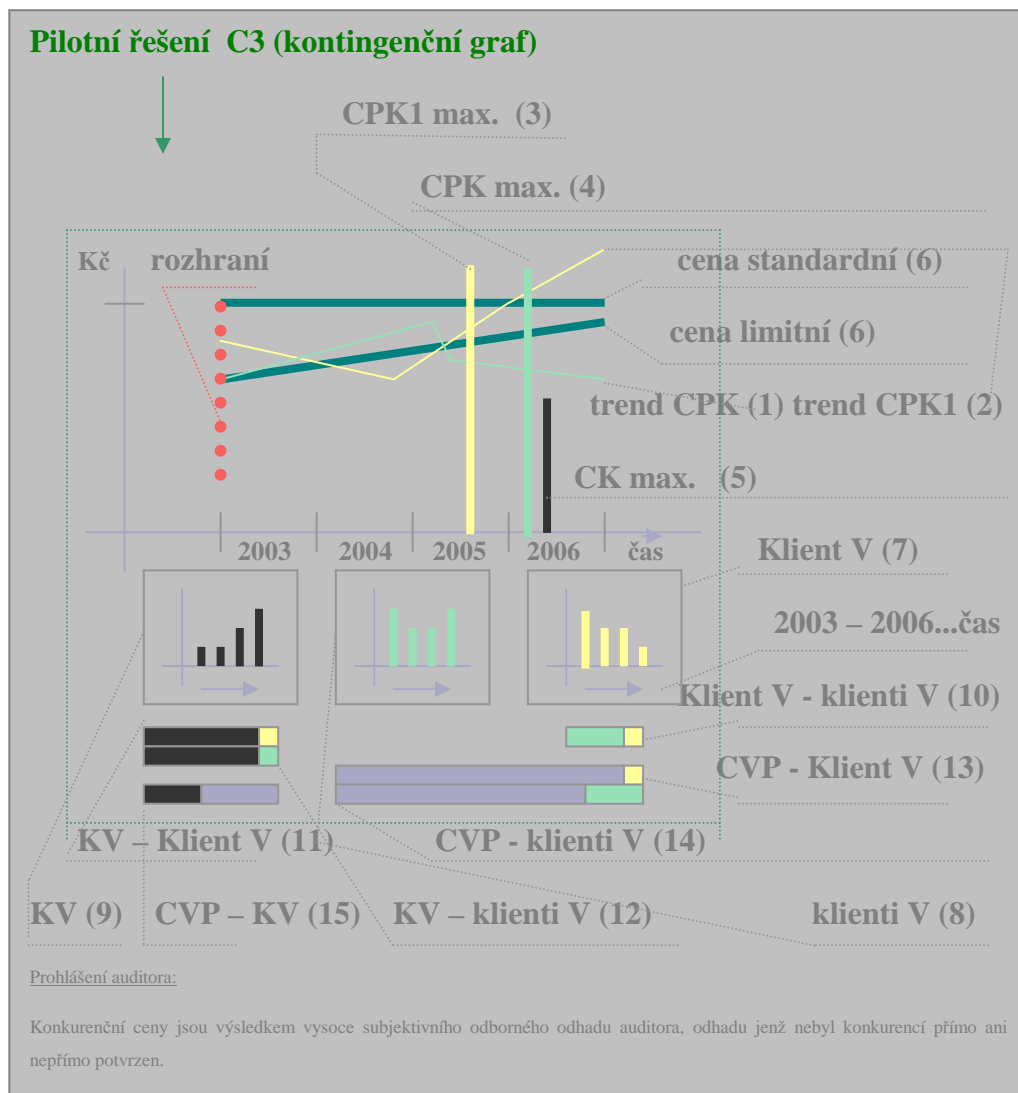 Pilotní řešení C3 (kontingenční graf)
CPK1 max. (3)
CPK max. (4)
Kč
rozhraní
cena standardní (6)
cena limitní (6)
trend CPK (1) trend CPK1 (2)
CK max. (5)
2003 2004 2005 2006 čas
Klient V (7)
2003 – 2006...čas
Klient V - klienti V (10)
CVP - Klient V (13)
KV – Klient V (11)
CVP - klienti V (14)
KV (9)
CVP – KV (15)
KV – klienti V (12)
klienti V (8)
Prohlášení auditora:
Konkurenční ceny jsou výsledkem vysoce subjektivního odborného odhadu auditora, odhadu jenž nebyl konkurencí přímo ani
nepřímo potvrzen.